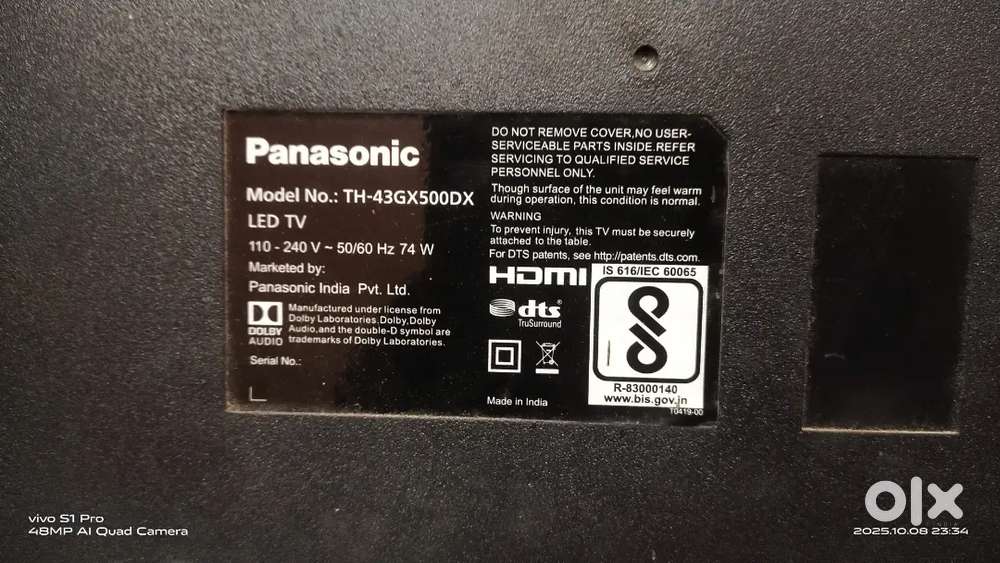 Panasonic
Model No.: TH-43GX500DX
LED TV
110 - 240 V ~ 50/60 Hz 74 W
Marketed by:
Panasonic India Pvt. Ltd.
DOLBY
AUDIO
Manufactured under license from
Dolby Laboratories.Dolby,Dolby
Audio,and the double-D symbol are
trademarks of Dolby Laboratories.
Serial No.:
DO NOT REMOVE COVER,NO USER-
SERVICEABLE PARTS INSIDE.REFER
SERVICING TO QUALIFIED SERVICE
PERSONNEL ONLY.
Though surface of the unit may feel warm
during operation, this condition is normal.
WARNING
To prevent injury, this TV must be securely
attached to the table.
For DTS patents, see http://patents.dts.com.
HDMI
dts
TruSurround
Made in India
IS 616/IEC 60065
R-83000140
www.bis.gov.in
T0419-00
vivo S1 Pro
48MP AI Quad Camera
olx
INDIA
2025.10.08 23:34